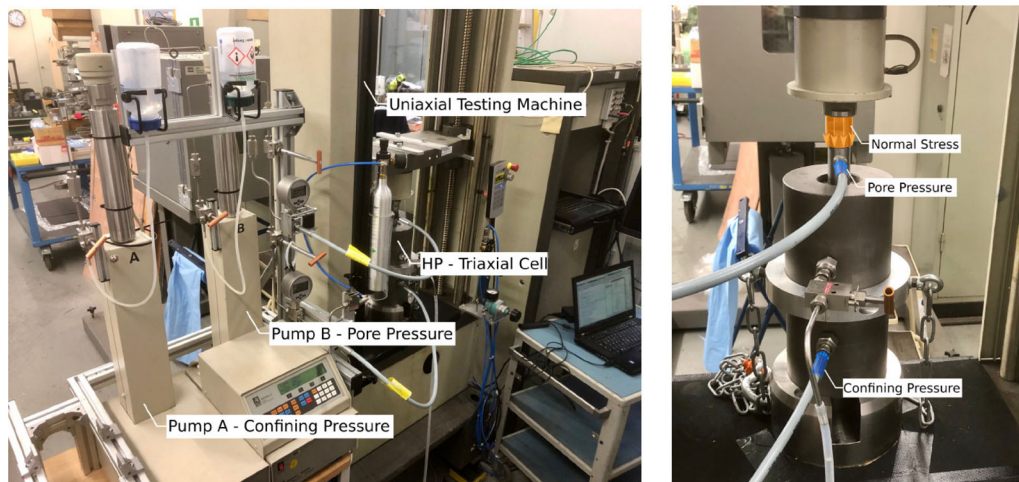 Uniaxial Testing Machine
HP - Triaxial Cell
A
B
Pump B - Pore Pressure
Pump A - Confining Pressure
Normal Stress
Pore Pressure
Confining Pressure